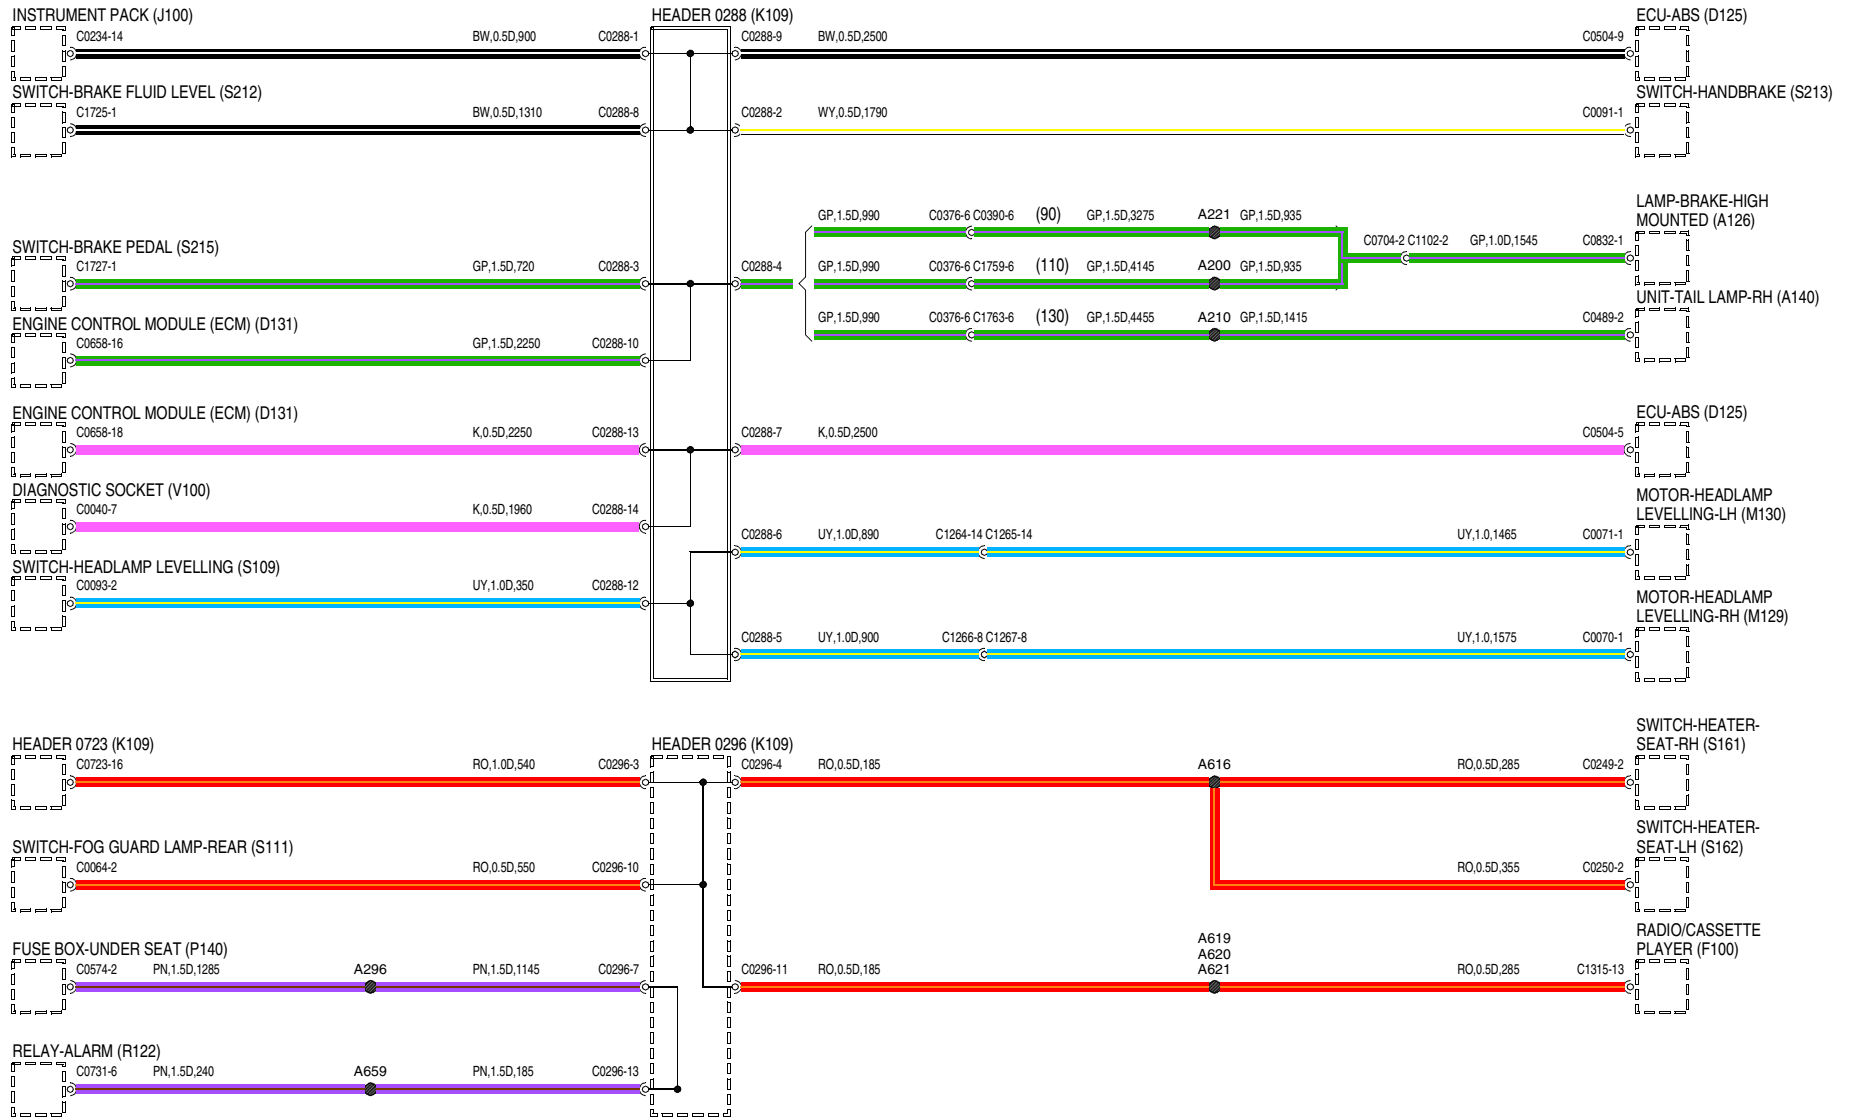 INSTRUMENT PACK (J100)
HEADER 0288 (K109)
ECU-ABS (D125)
C0234-14
BW,0.5D,900
C0288-1
C0288-9
BW,0.5D,2500
C0504-9
SWITCH-BRAKE FLUID LEVEL (S212)
SWITCH-HANDBRAKE (S213)
C1725-1
BW,0.5D,1310
C0288-8
C0288-2
WY,0.5D,1790
C0091-1
LAMP-BRAKE-HIGH
MOUNTED (A126)
GP,1.5D,990
C0376-6 C0390-6
(90)
GP,1.5D,3275
A221
GP,1.5D,935
C0704-2 C1102-2
GP,1.0D,1545
C0832-1
SWITCH-BRAKE PEDAL (S215)
C1727-1
GP,1.5D,720
C0288-3
C0288-4
GP,1.5D,990
C0376-6 C1759-6
(110)
GP,1.5D,4145
A200
GP,1.5D,935
UNIT-TAIL LAMP-RH (A140)
GP,1.5D,990
C0376-6 C1763-6
(130)
GP,1.5D,4455
A210
GP,1.5D,1415
C0489-2
ENGINE CONTROL MODULE (ECM) (D131)
C0658-16
GP,1.5D,2250
C0288-10
ENGINE CONTROL MODULE (ECM) (D131)
ECU-ABS (D125)
C0658-18
K,0.5D,2250
C0288-13
C0288-7
K,0.5D,2500
C0504-5
DIAGNOSTIC SOCKET (V100)
C0040-7
K,0.5D,1960
C0288-14
MOTOR-HEADLAMP
LEVELLING-LH (M130)
C0288-6
UY,1.0D,890
C1264-14 C1265-14
UY,1.0,1465
C0071-1
SWITCH-HEADLAMP LEVELLING (S109)
C0093-2
UY,1.0D,350
C0288-12
MOTOR-HEADLAMP
LEVELLING-RH (M129)
C0288-5
UY,1.0D,900
C1266-8 C1267-8
UY,1.0,1575
C0070-1
HEADER 0723 (K109)
HEADER 0296 (K109)
SWITCH-HEATER-
SEAT-RH (S161)
C0723-16
RO,1.0D,540
C0296-3
C0296-4
RO,0.5D,185
A616
RO,0.5D,285
C0249-2
SWITCH-FOG GUARD LAMP-REAR (S111)
SWITCH-HEATER-
SEAT-LH (S162)
C0064-2
RO,0.5D,550
C0296-10
RO,0.5D,355
C0250-2
FUSE BOX-UNDER SEAT (P140)
RADIO/CASSETTE
PLAYER (F100)
C0574-2
PN,1.5D,1285
A296
PN,1.5D,1145
C0296-7
C0296-11
RO,0.5D,185
A619
A620
A621
RO,0.5D,285
C1315-13
RELAY-ALARM (R122)
C0731-6
PN,1.5D,240
A659
PN,1.5D,185
C0296-13